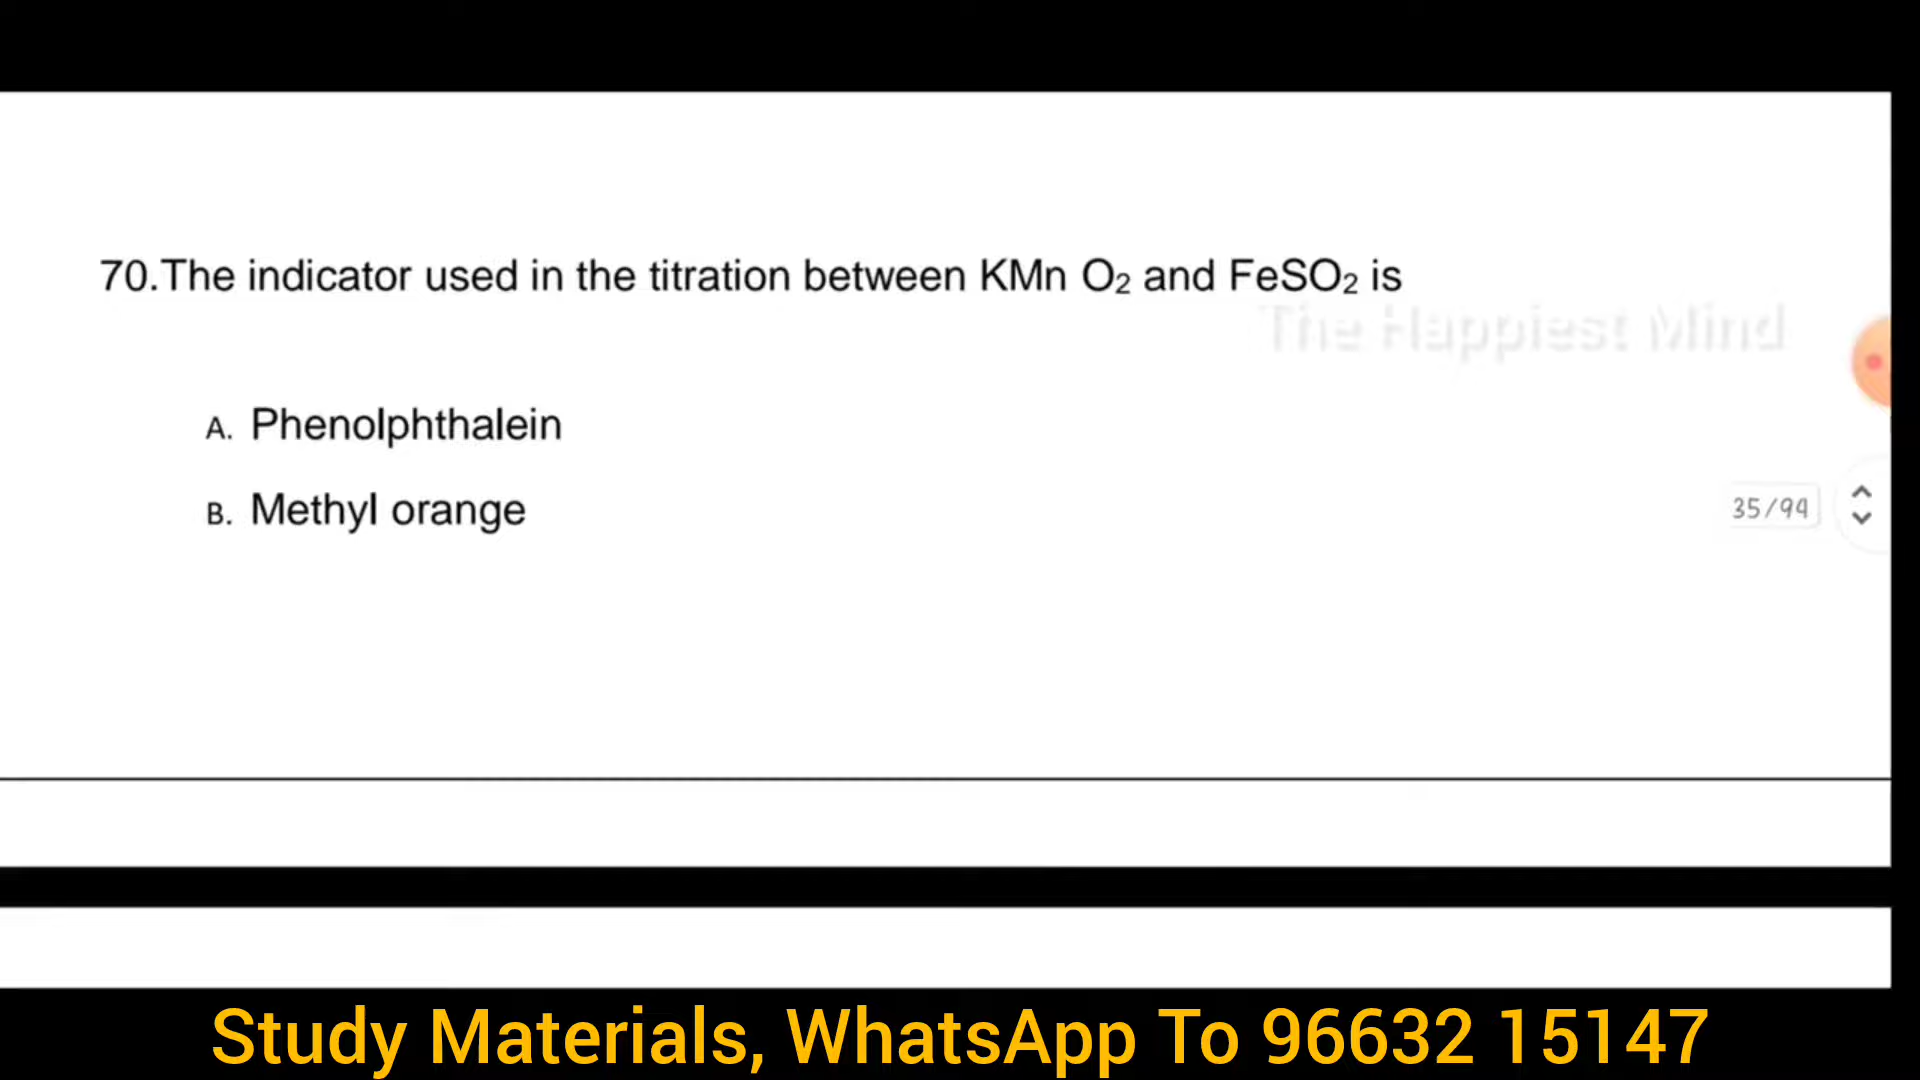 70.The indicator used in the titration between KMn O₂ and FeSO₂ is
The Happiest Mind
A. Phenolphthalein
B. Methyl orange
35/94
Study Materials, WhatsApp To 96632 15147